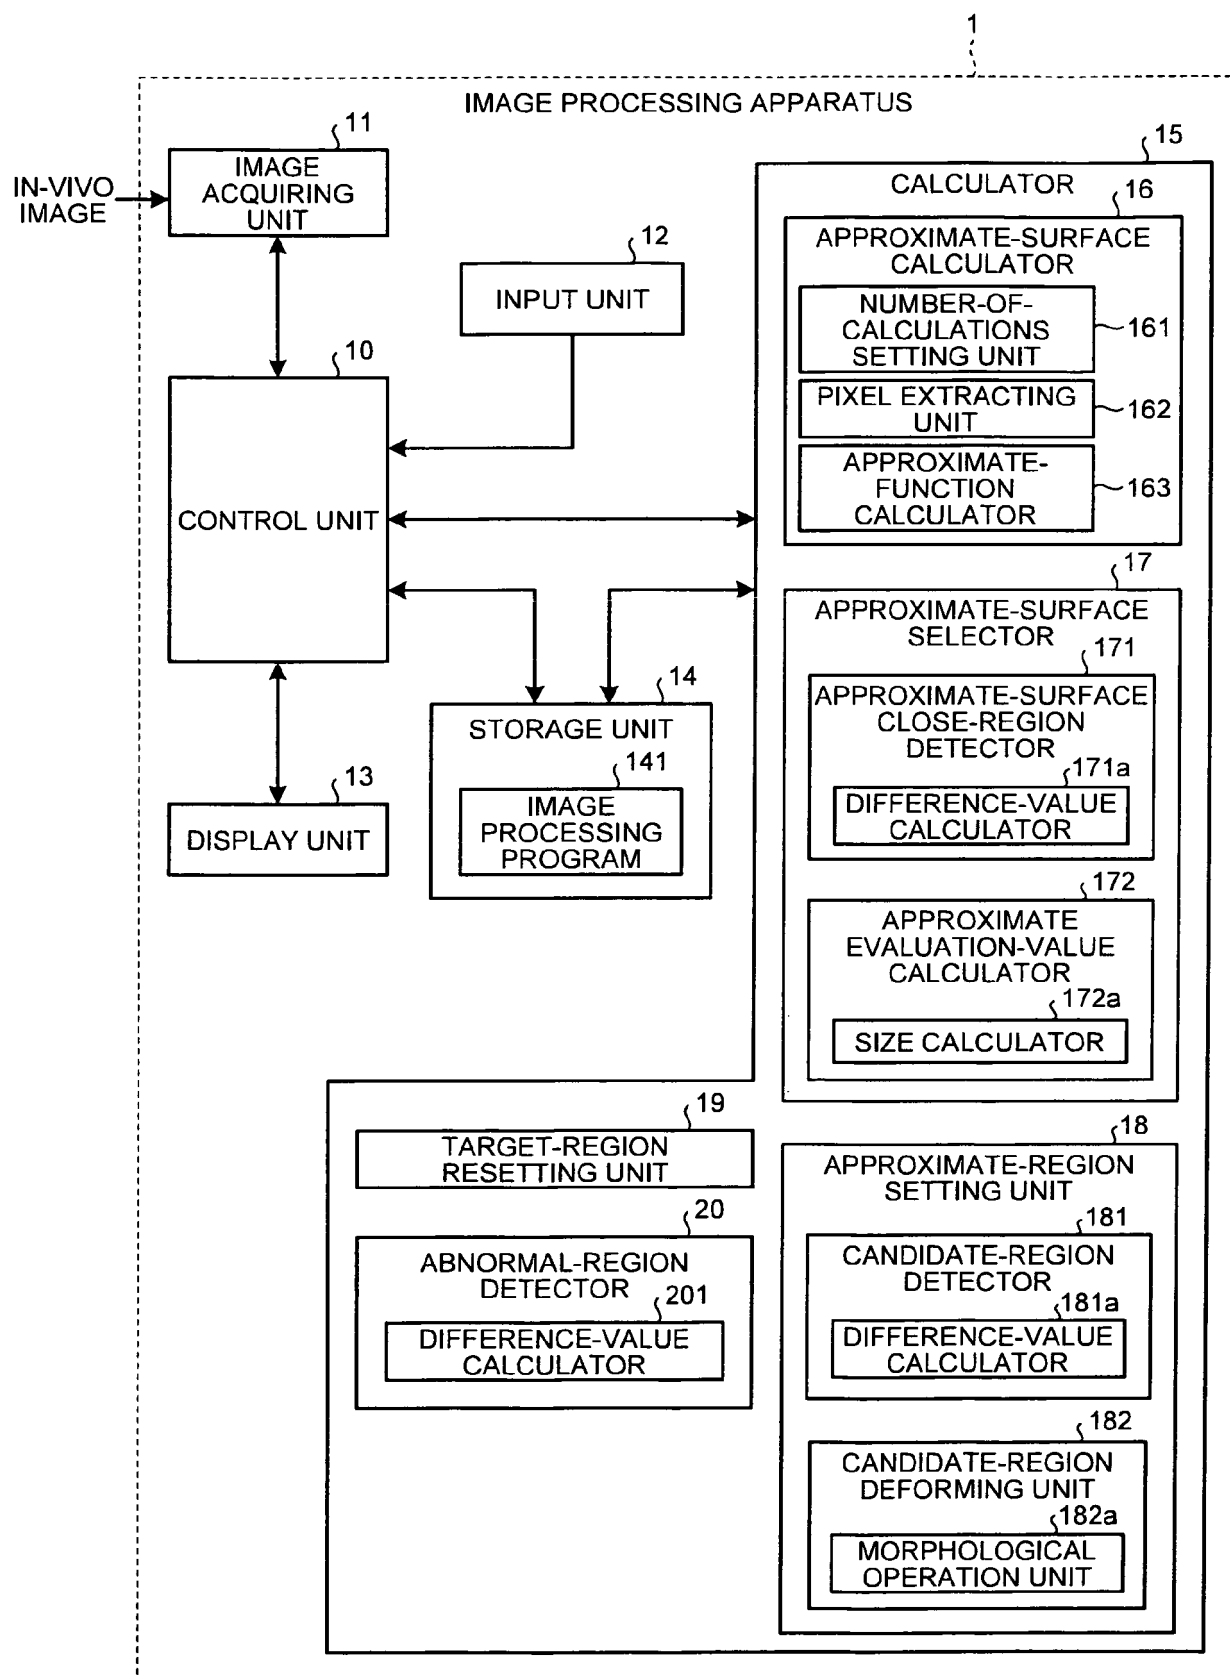 1
IMAGE PROCESSING APPARATUS
11
IMAGE
ACQUIRING
UNIT
IN-VIVO
IMAGE
12
INPUT UNIT
10
CONTROL UNIT
13
DISPLAY UNIT
14
STORAGE UNIT
141
IMAGE
PROCESSING
PROGRAM
15
CALCULATOR
16
APPROXIMATE-SURFACE
CALCULATOR
NUMBER-OF-
CALCULATIONS
SETTING UNIT
161
PIXEL EXTRACTING
UNIT
162
APPROXIMATE-
FUNCTION
CALCULATOR
163
17
APPROXIMATE-SURFACE
SELECTOR
171
APPROXIMATE-SURFACE
CLOSE-REGION
DETECTOR
171a
DIFFERENCE-VALUE
CALCULATOR
172
APPROXIMATE
EVALUATION-VALUE
CALCULATOR
172a
SIZE CALCULATOR
19
TARGET-REGION
RESETTING UNIT
20
ABNORMAL-REGION
DETECTOR
201
DIFFERENCE-VALUE
CALCULATOR
18
APPROXIMATE-REGION
SETTING UNIT
181
CANDIDATE-REGION
DETECTOR
181a
DIFFERENCE-VALUE
CALCULATOR
182
CANDIDATE-REGION
DEFORMING UNIT
182a
MORPHOLOGICAL
OPERATION UNIT